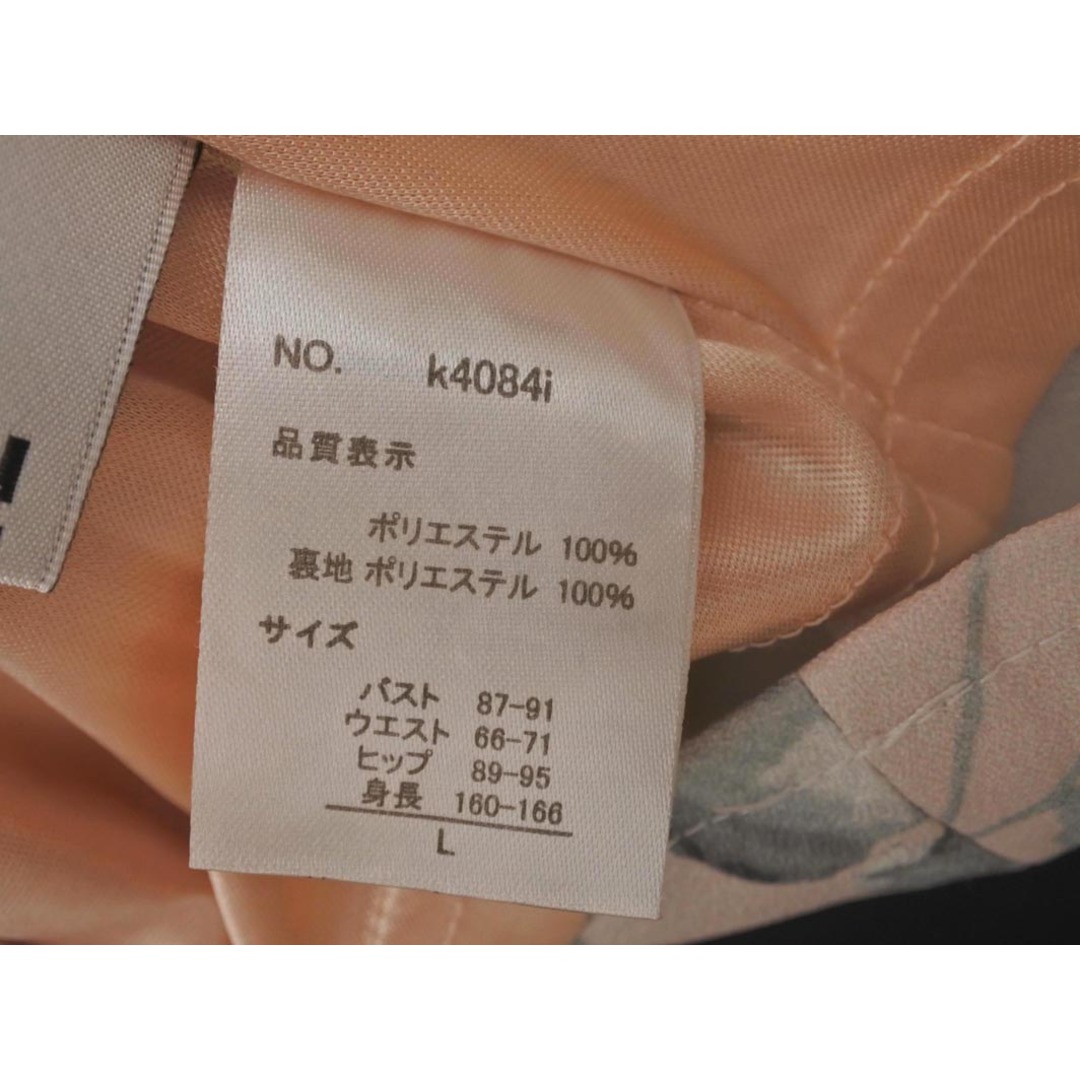 NO. k4084i
品質表示
ポリエステル 100%
裏地 ポリエステル 100%
サイズ
バスト 87-91
ウエスト 66-71
ヒップ 89-95
身長 160-166
L